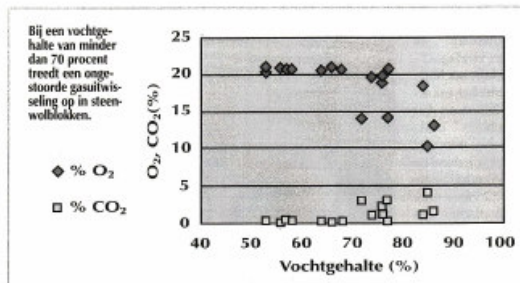 Bij een vochtge-
halte van minder
dan 70 procent
treedt een onge-
stoorde gasuitwis-
seling op in steen-
wolblokken.
% O₂
% CO₂
O₂, CO₂(%)
25
20
15
10
5
0
40 50 60 70 80 90 100
Vochtgehalte (%)